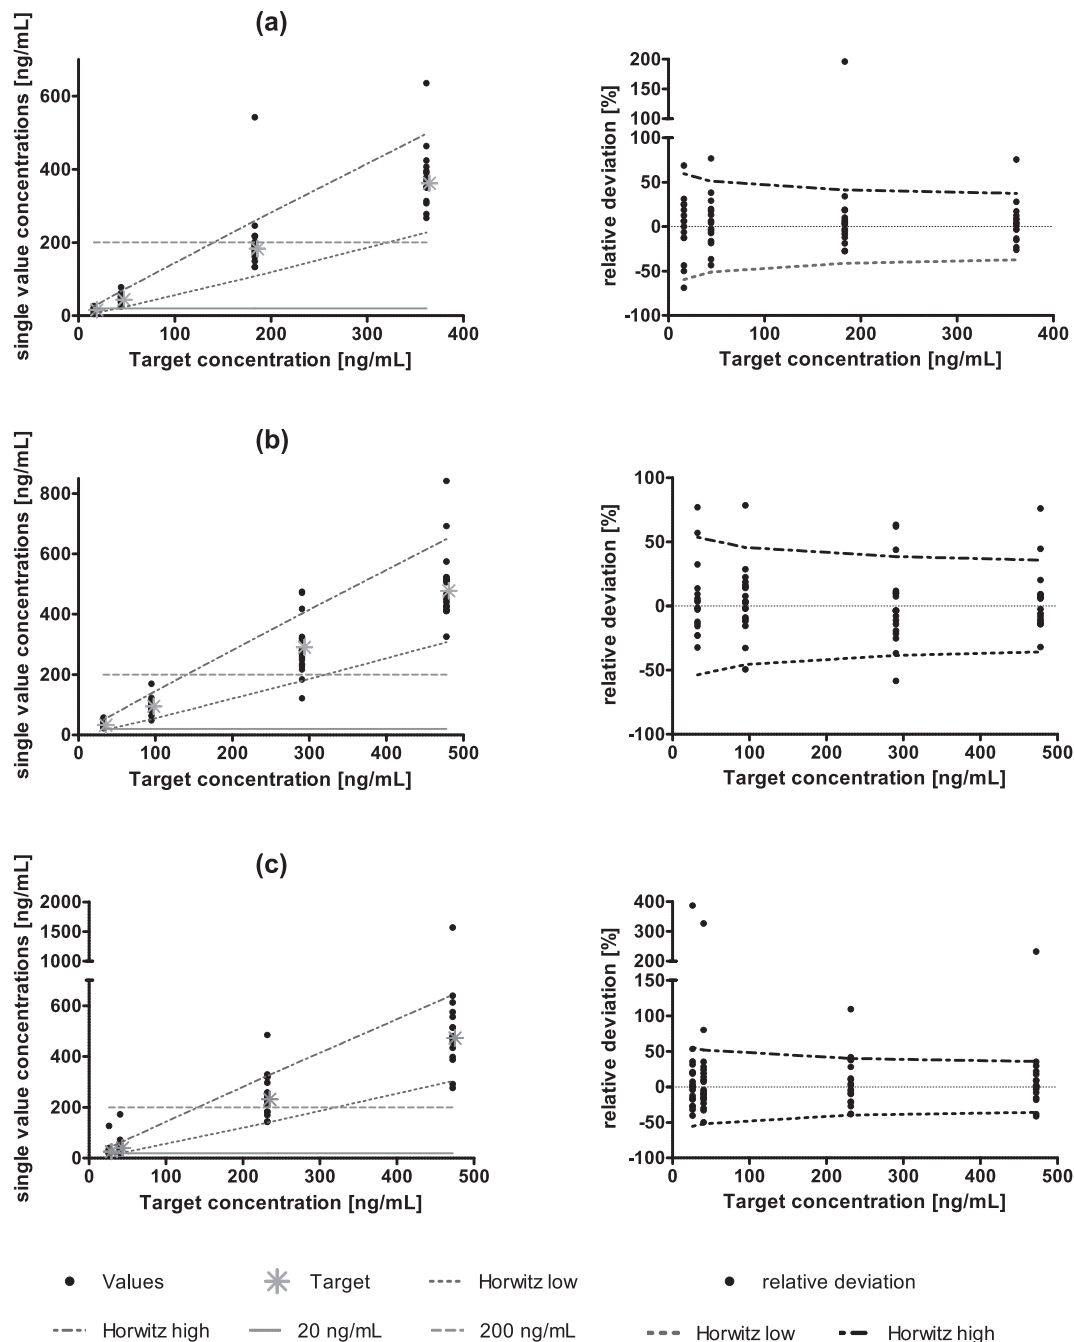 (a)
single value concentrations [ng/mL]
600
400
200
0
0 100 200 300 400
Target concentration [ng/mL]
relative deviation [%]
200
150
100
100
50
0
-50
-100
0 100 200 300 400
Target concentration [ng/mL]
(b)
single value concentrations [ng/mL]
800
600
400
200
0
0 100 200 300 400 500
Target concentration [ng/mL]
relative deviation [%]
100
50
0
-50
-100
0 100 200 300 400 500
Target concentration [ng/mL]
(c)
single value concentrations [ng/mL]
2000
1500
1000
600
400
200
0
0 100 200 300 400 500
Target concentration [ng/mL]
relative deviation [%]
400
300
200
150
100
50
0
-50
-100
0 100 200 300 400 500
Target concentration [ng/mL]
Values Target Horwitz low relative deviation
Horwitz high 20 ng/mL 200 ng/mL Horwitz low Horwitz high